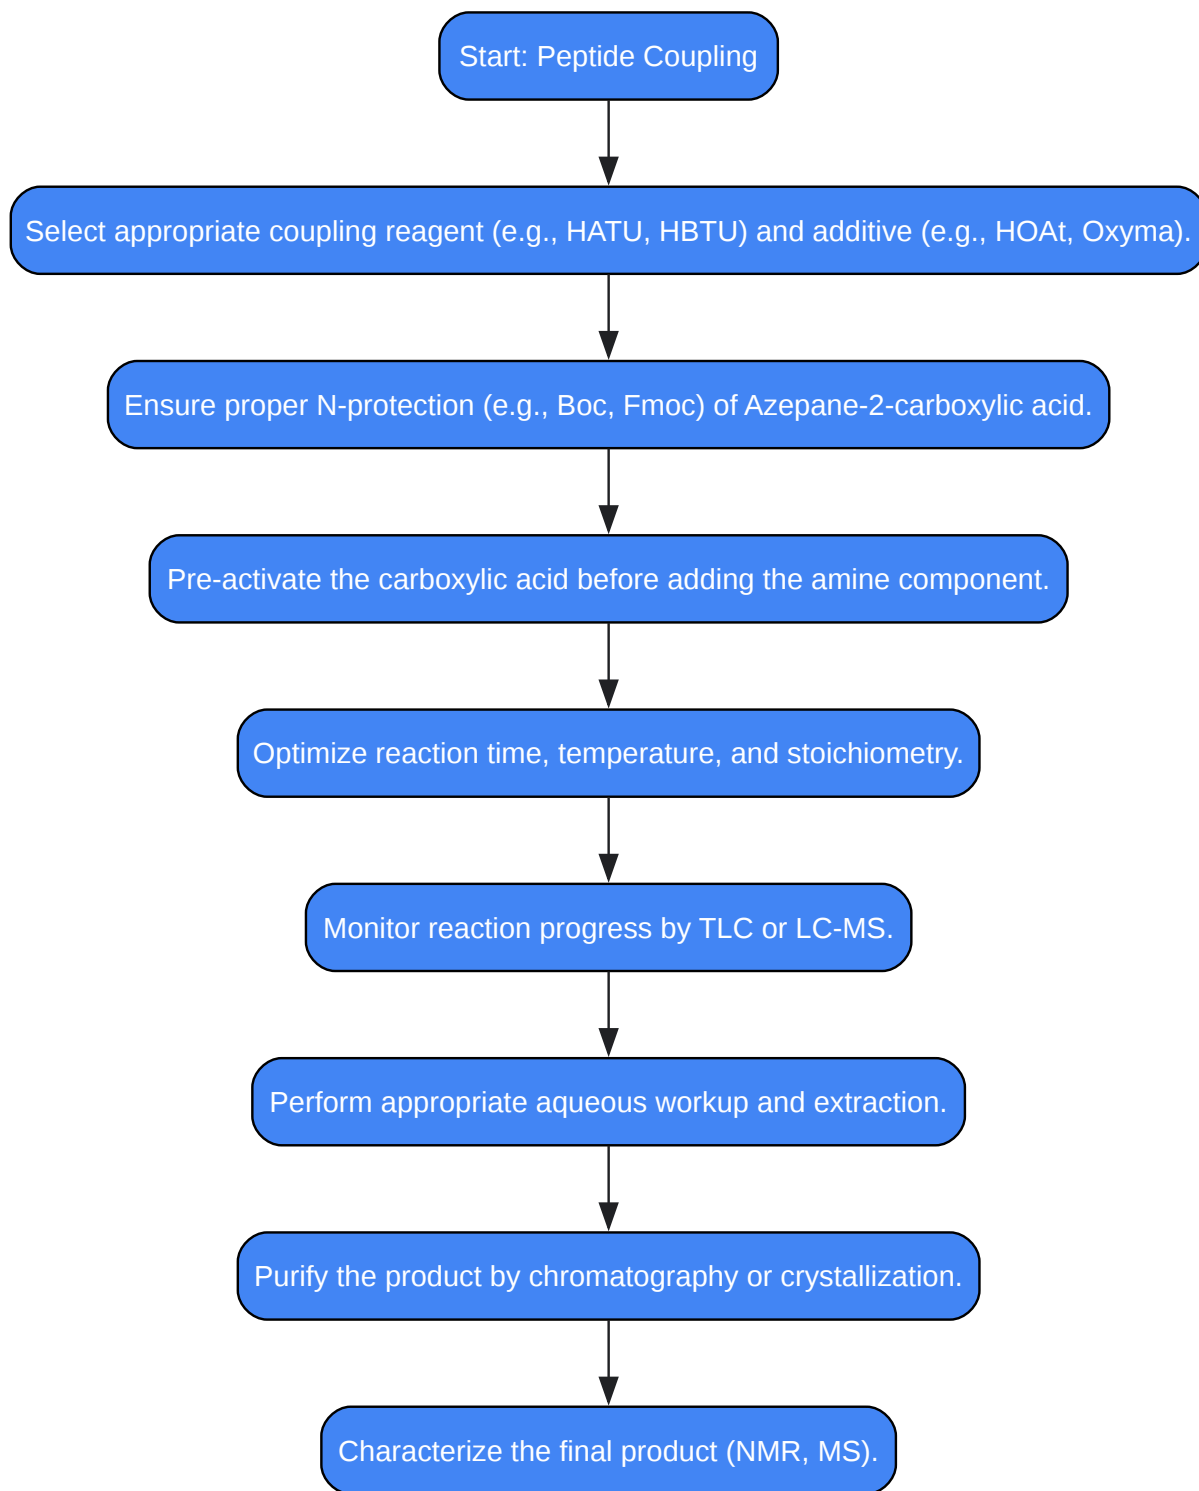 Start: Peptide Coupling
Select appropriate coupling reagent (e.g., HATU, HBTU) and additive (e.g., HOAt, Oxyma).
Ensure proper N-protection (e.g., Boc, Fmoc) of Azepane-2-carboxylic acid.
Pre-activate the carboxylic acid before adding the amine component.
Optimize reaction time, temperature, and stoichiometry.
Monitor reaction progress by TLC or LC-MS.
Perform appropriate aqueous workup and extraction.
Purify the product by chromatography or crystallization.
Characterize the final product (NMR, MS).